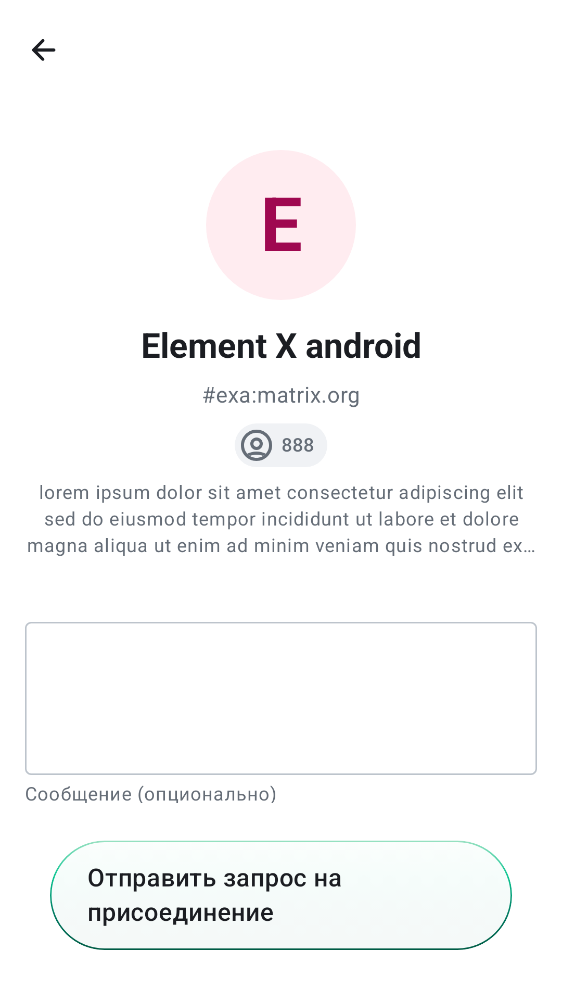 E
Element X android
#exa:matrix.org
888
lorem ipsum dolor sit amet consectetur adipiscing elit
sed do eiusmod tempor incididunt ut labore et dolore
magna aliqua ut enim ad minim veniam quis nostrud ex…
Сообщение (опционально)
Отправить запрос на
присоединение